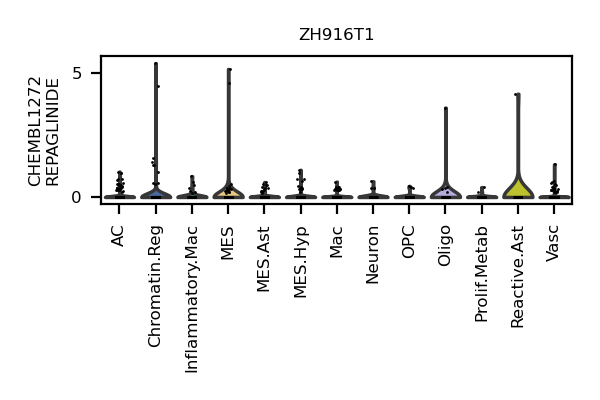 ZH916T1
CHEMBL1272
REPAGLINIDE
5
0
AC
Chromatin.Reg
Inflammatory.Mac
MES
MES.Ast
MES.Hyp
Mac
Neuron
OPC
Oligo
Prolif.Metab
Reactive.Ast
Vasc